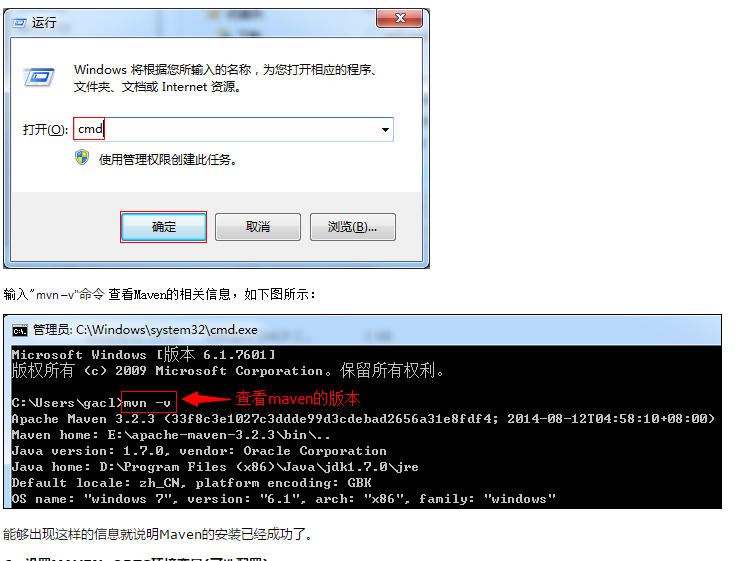 运行
Windows 将根据您所输入的名称，为您打开相应的程序、
文件夹、文档或 Internet 资源。
打开(O): cmd
使用管理权限创建此任务。
确定 取消 浏览(B)...
输入"mvn -v"命令 查看Maven的相关信息，如下图所示：
管理员: C:\Windows\system32\cmd.exe
Microsoft Windows [版本 6.1.7601]
版权所有 (c) 2009 Microsoft Corporation。保留所有权利。
C:\Users\gacl>mvn -v 查看maven的版本
Apache Maven 3.2.3 (33f8c3e1027c3ddde99d3cdebad2656a31e8fdf4; 2014-08-12T04:58:10+08:00)
Maven home: E:\apache-maven-3.2.3\bin\..
Java version: 1.7.0, vendor: Oracle Corporation
Java home: D:\Program Files (x86)\Java\jdk1.7.0\jre
Default locale: zh_CN, platform encoding: GBK
OS name: "windows 7", version: "6.1", arch: "x86", family: "windows"
能够出现这样的信息就说明Maven的安装已经成功了。